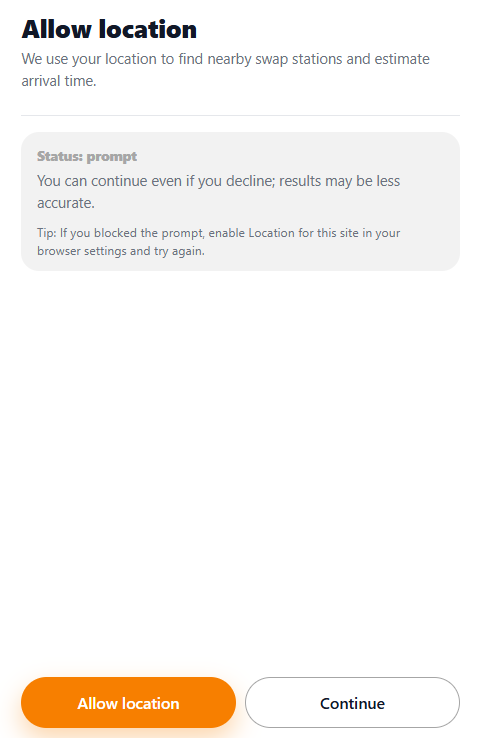 Allow location
We use your location to find nearby swap stations and estimate
arrival time.
Status: prompt
You can continue even if you decline; results may be less
accurate.
Tip: If you blocked the prompt, enable Location for this site in your
browser settings and try again.
Allow location
Continue